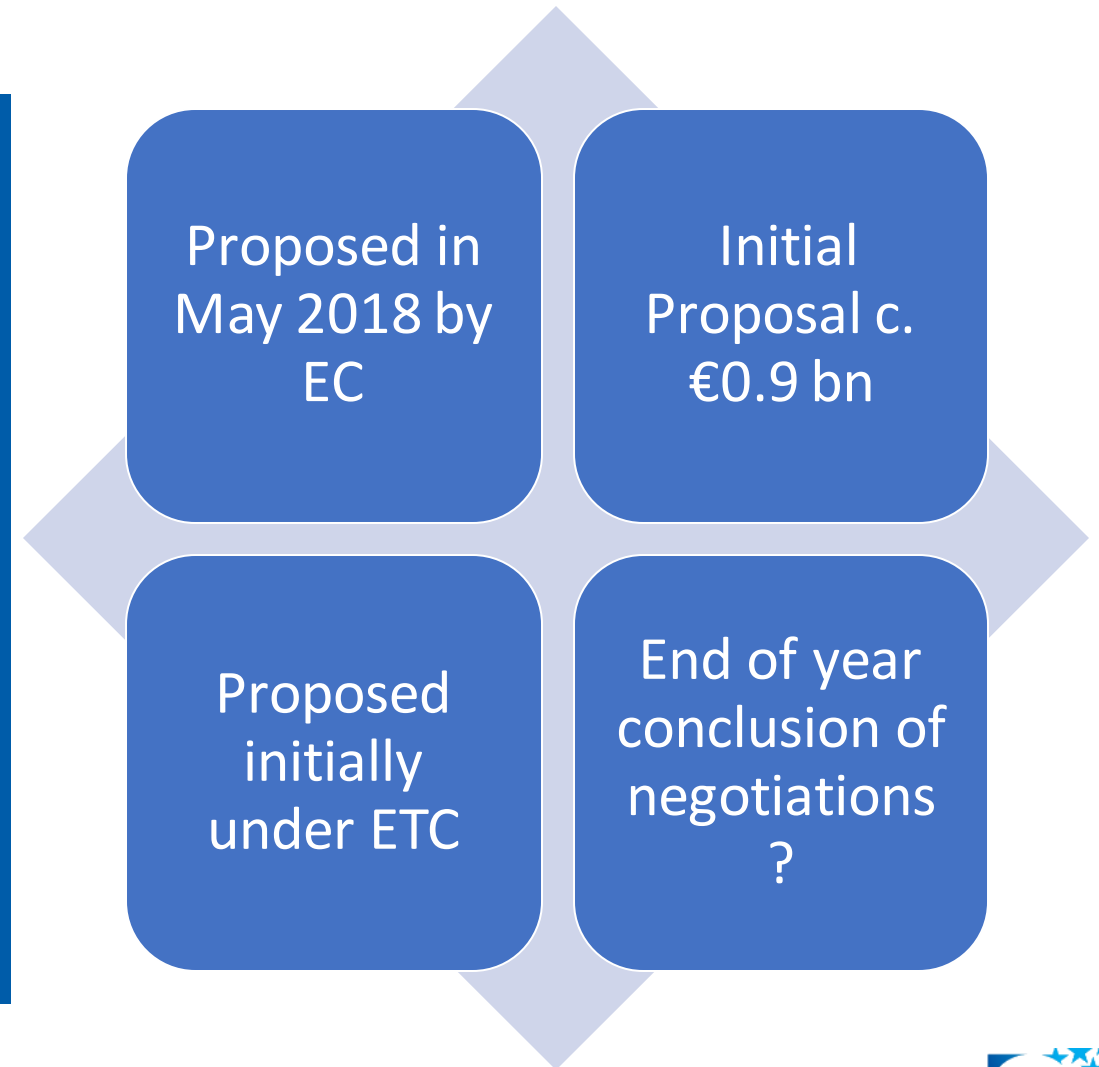 Proposed in
May 2018 by
EC
Initial
Proposal c.
€0.9 bn
Proposed
initially
under ETC
End of year
conclusion of
negotiations
?